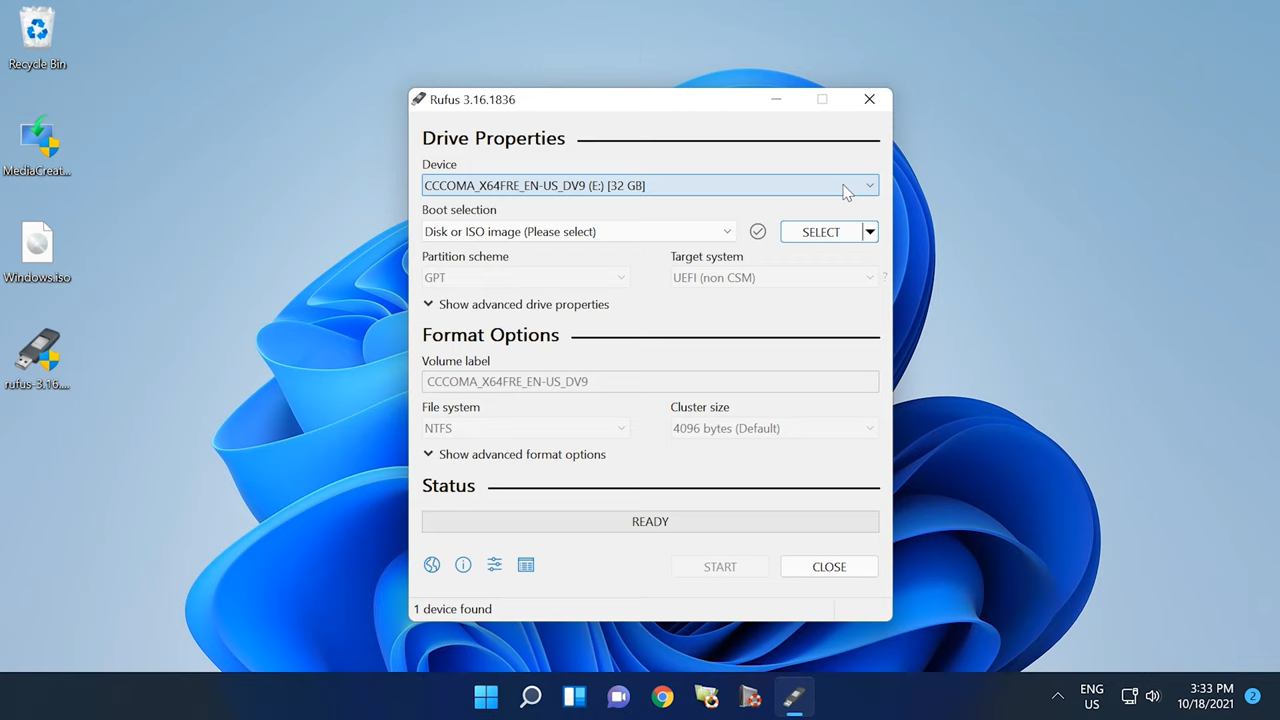 Recycle Bin
MediaCreat...
Windows.iso
rufus-3.16....
Rufus 3.16.1836
Drive Properties
Device
CCCOMA_X64FRE_EN-US_DV9 (E:) [32 GB]
Boot selection
Disk or ISO image (Please select)
SELECT
Partition scheme
Target system
GPT
UEFI (non CSM)
?
Show advanced drive properties
Format Options
Volume label
CCCOMA_X64FRE_EN-US_DV9
File system
Cluster size
NTFS
4096 bytes (Default)
Show advanced format options
Status
READY
START
CLOSE
1 device found
ENG
US
3:33 PM
10/18/2021
2